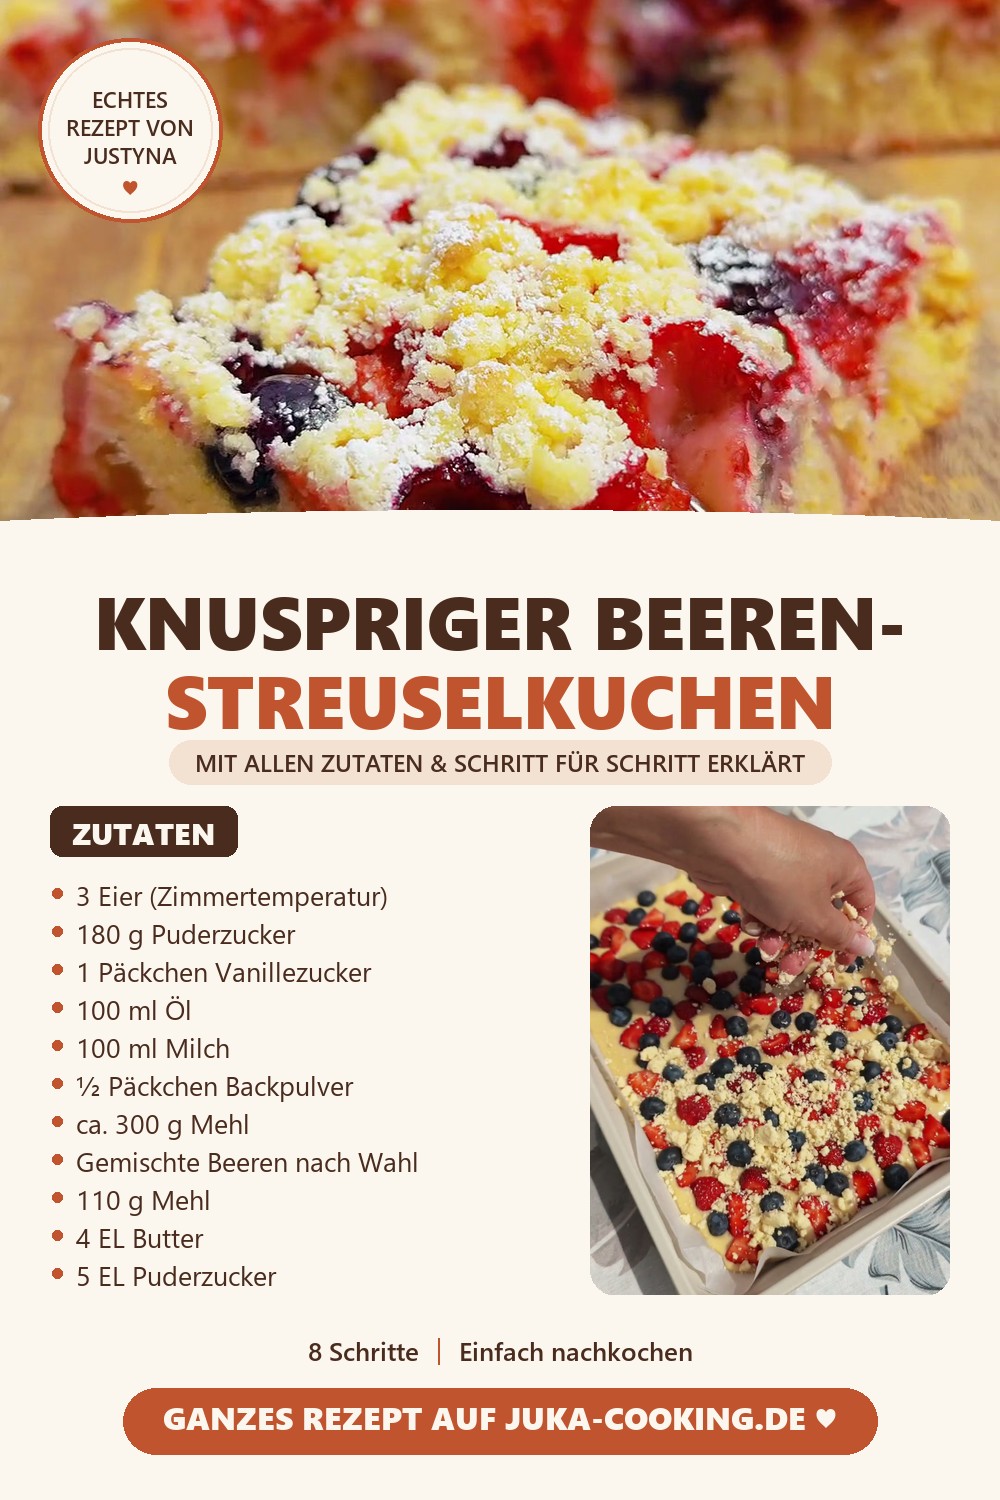 ECHTES
REZEPT VON
JUSTYNA
KNUSPRIGER BEEREN-
STREUSELKUCHEN
MIT ALLEN ZUTATEN & SCHRITT FÜR SCHRITT ERKLÄRT
ZUTATEN
3 Eier (Zimmertemperatur)
180 g Puderzucker
1 Päckchen Vanillezucker
100 ml Öl
100 ml Milch
½ Päckchen Backpulver
ca. 300 g Mehl
Gemischte Beeren nach Wahl
110 g Mehl
4 EL Butter
5 EL Puderzucker
8 Schritte | Einfach nachkochen
GANZES REZEPT AUF JUKA-COOKING.DE ♥